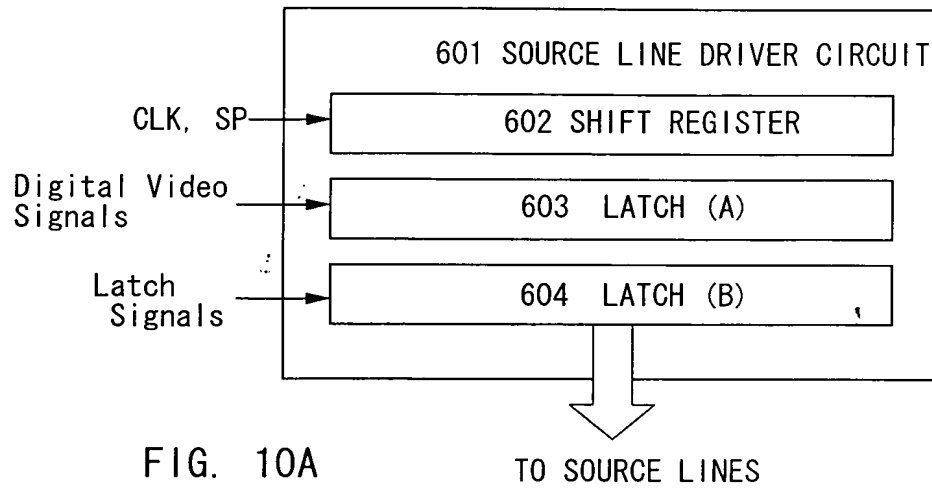 601 SOURCE LINE DRIVER CIRCUIT
CLK, SP
602 SHIFT REGISTER
Digital Video
Signals
603 LATCH (A)
Latch
Signals
604 LATCH (B)
FIG. 10A
TO SOURCE LINES